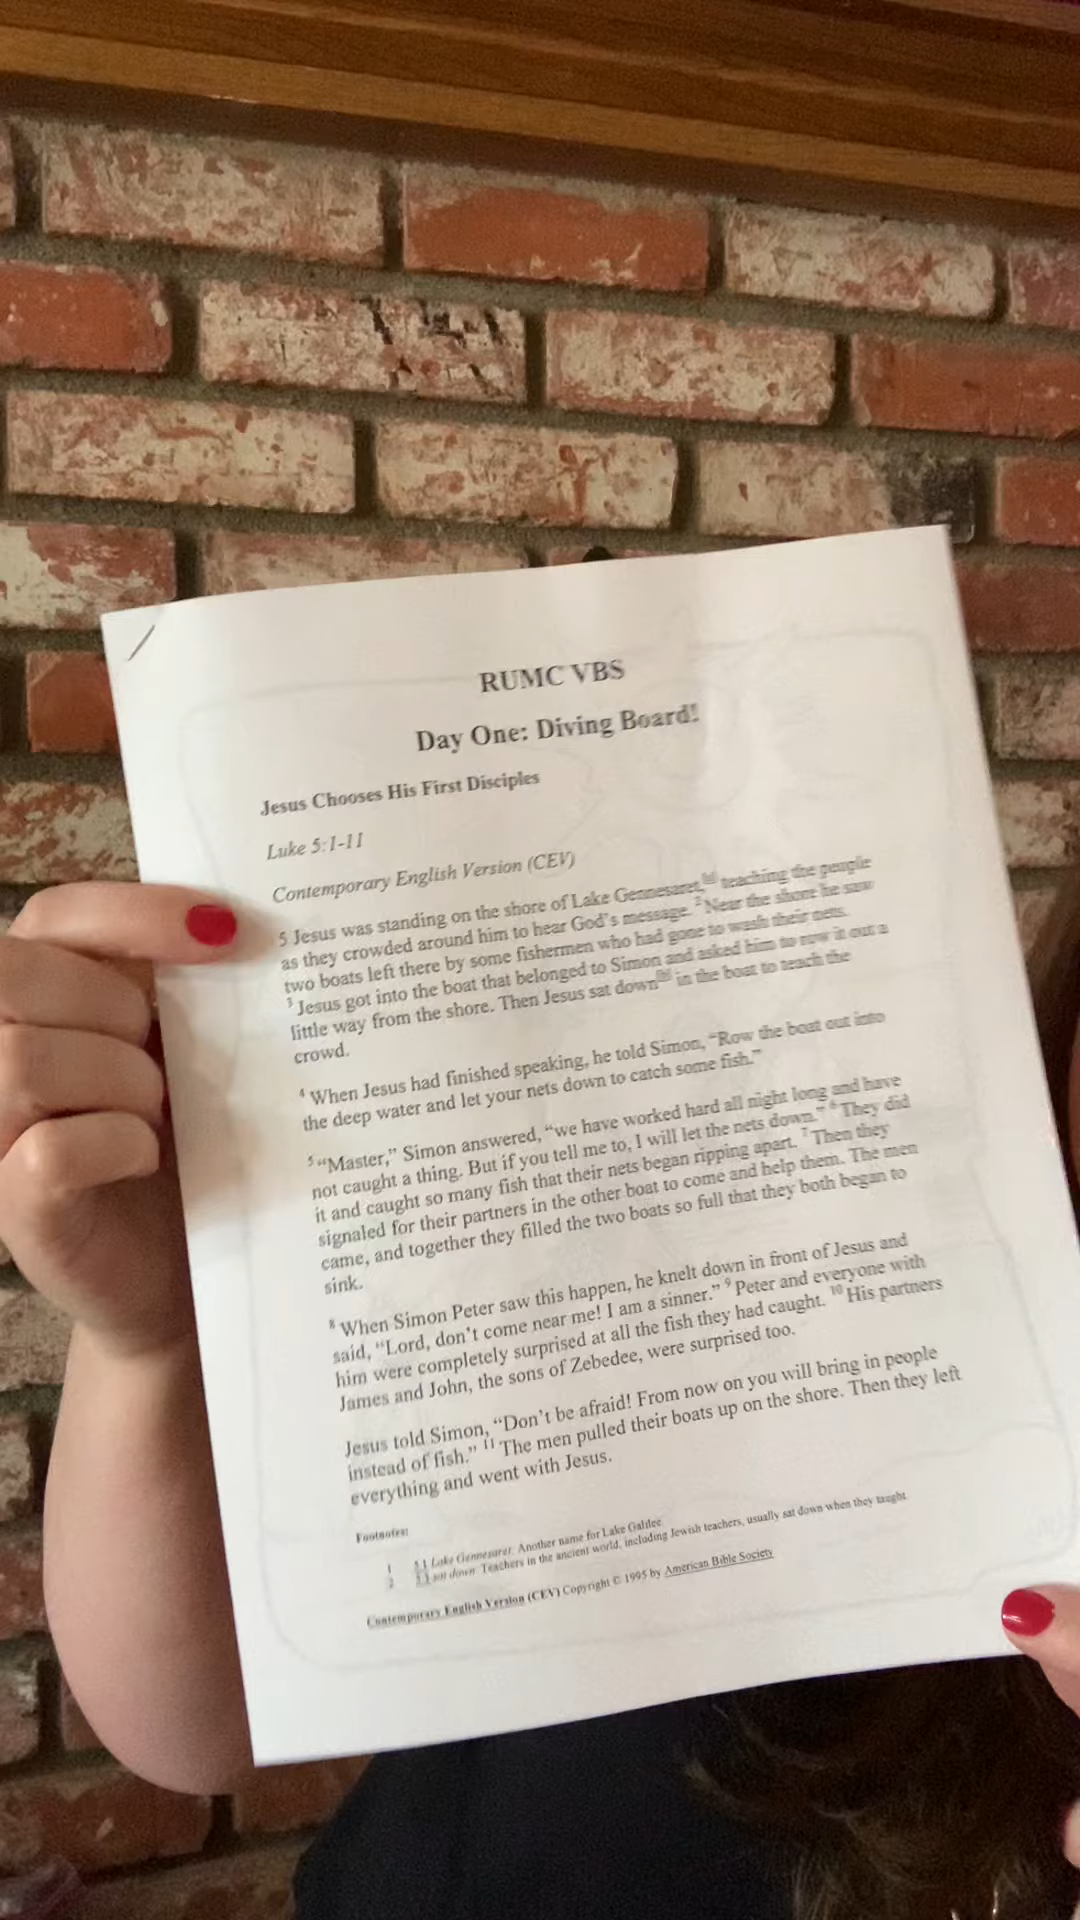 RUMC VBS
Day One: Diving Board!
Jesus Chooses His First Disciples
Luke 5:1-11
Contemporary English Version (CEV)
5 Jesus was standing on the shore of Lake Gennesaret,[a] teaching the people
as they crowded around him to hear God's message. 2 Near the shore he saw
two boats left there by some fishermen who had gone to wash their nets.
3 Jesus got into the boat that belonged to Simon and asked him to row it out a
little way from the shore. Then Jesus sat down[b] in the boat to teach the
crowd.
4 When Jesus had finished speaking, he told Simon, “Row the boat out into
the deep water and let your nets down to catch some fish.”
5 “Master,” Simon answered, “we have worked hard all night long and have
not caught a thing. But if you tell me to, I will let the nets down.” 6 They did
it and caught so many fish that their nets began ripping apart. 7 Then they
signaled for their partners in the other boat to come and help them. The men
came, and together they filled the two boats so full that they both began to
sink.
8 When Simon Peter saw this happen, he knelt down in front of Jesus and
said, “Lord, don't come near me! I am a sinner.” 9 Peter and everyone with
him were completely surprised at all the fish they had caught. 10 His partners
James and John, the sons of Zebedee, were surprised too.
Jesus told Simon, “Don't be afraid! From now on you will bring in people
instead of fish.” 11 The men pulled their boats up on the shore. Then they left
everything and went with Jesus.
Footnotes:
1 5.1 Lake Gennesaret: Another name for Lake Galilee.
2 5.3 sat down: Teachers in the ancient world, including Jewish teachers, usually sat down when they taught.
Contemporary English Version (CEV) Copyright © 1995 by American Bible Society